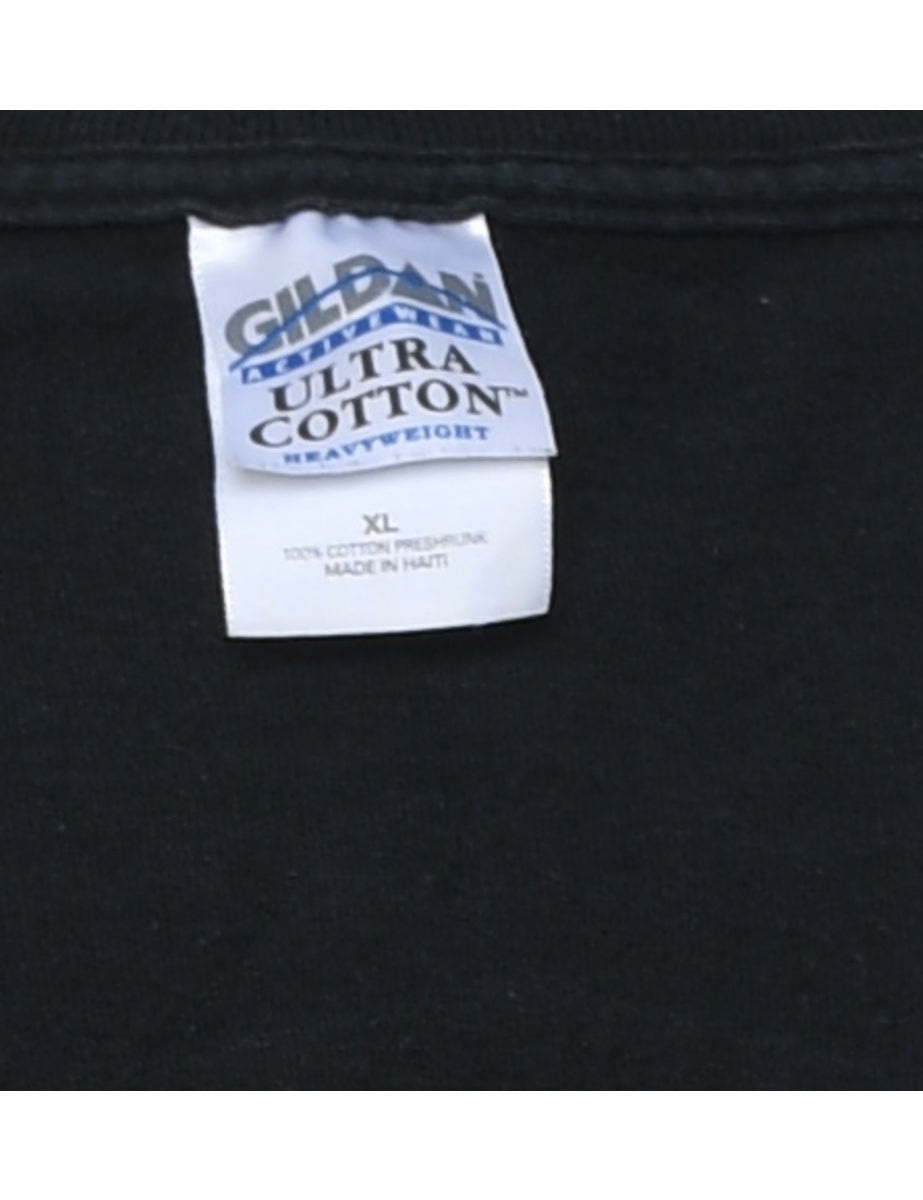 GILDAN
ACTIVEWEAR
ULTRA
COTTON™
HEAVYWEIGHT
XL
100% COTTON PRESHRUNK
MADE IN HAITI